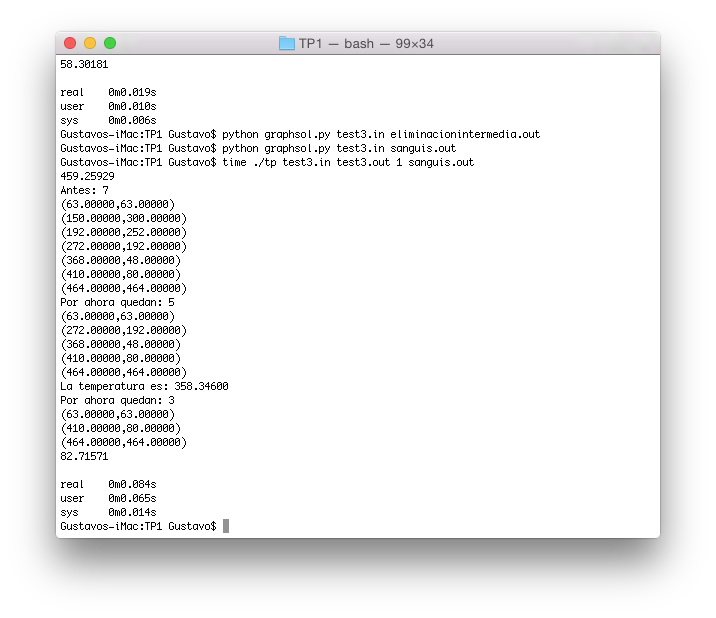 TP1 — bash — 99×34
58.30181
real    0m0.019s
user    0m0.010s
sys     0m0.006s
Gustavos-iMac:TP1 Gustavo$ python graphsol.py test3.in eliminacionintermedia.out
Gustavos-iMac:TP1 Gustavo$ python graphsol.py test3.in sanguis.out
Gustavos-iMac:TP1 Gustavo$ time ./tp test3.in test3.out 1 sanguis.out
459.25929
Antes: 7
(63.00000,63.00000)
(150.00000,300.00000)
(192.00000,252.00000)
(272.00000,192.00000)
(368.00000,48.00000)
(410.00000,80.00000)
(464.00000,464.00000)
Por ahora quedan: 5
(63.00000,63.00000)
(272.00000,192.00000)
(368.00000,48.00000)
(410.00000,80.00000)
(464.00000,464.00000)
La temperatura es: 358.34600
Por ahora quedan: 3
(63.00000,63.00000)
(410.00000,80.00000)
(464.00000,464.00000)
82.71571
real    0m0.084s
user    0m0.065s
sys     0m0.014s
Gustavos-iMac:TP1 Gustavo$